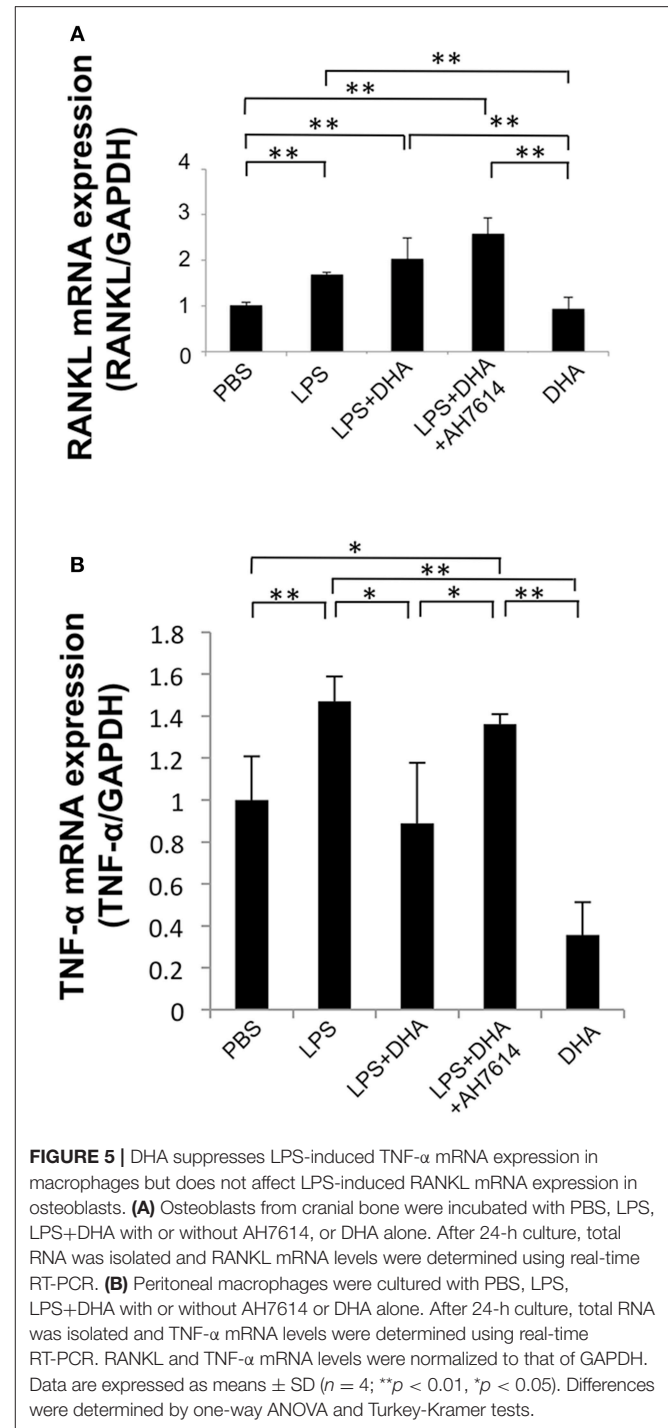 A
**
**
** **
** **
RANKL mRNA expression
(RANKL/GAPDH)
4
3
2
1
0
PBS
LPS
LPS+DHA
LPS+DHA
+AH7614
DHA
B
*
**
** * * **
TNF-α mRNA expression
(TNF-α/GAPDH)
1.8
1.6
1.4
1.2
1
0.8
0.6
0.4
0.2
0
PBS
LPS
LPS+DHA
LPS+DHA
+AH7614
DHA
FIGURE 5 | DHA suppresses LPS-induced TNF-α mRNA expression in
macrophages but does not affect LPS-induced RANKL mRNA expression in
osteoblasts. (A) Osteoblasts from cranial bone were incubated with PBS, LPS,
LPS+DHA with or without AH7614, or DHA alone. After 24-h culture, total
RNA was isolated and RANKL mRNA levels were determined using real-time
RT-PCR. (B) Peritoneal macrophages were cultured with PBS, LPS,
LPS+DHA with or without AH7614 or DHA alone. After 24-h culture, total RNA
was isolated and TNF-α mRNA levels were determined using real-time
RT-PCR. RANKL and TNF-α mRNA levels were normalized to that of GAPDH.
Data are expressed as means ± SD (n = 4; **p < 0.01, *p < 0.05). Differences
were determined by one-way ANOVA and Turkey-Kramer tests.